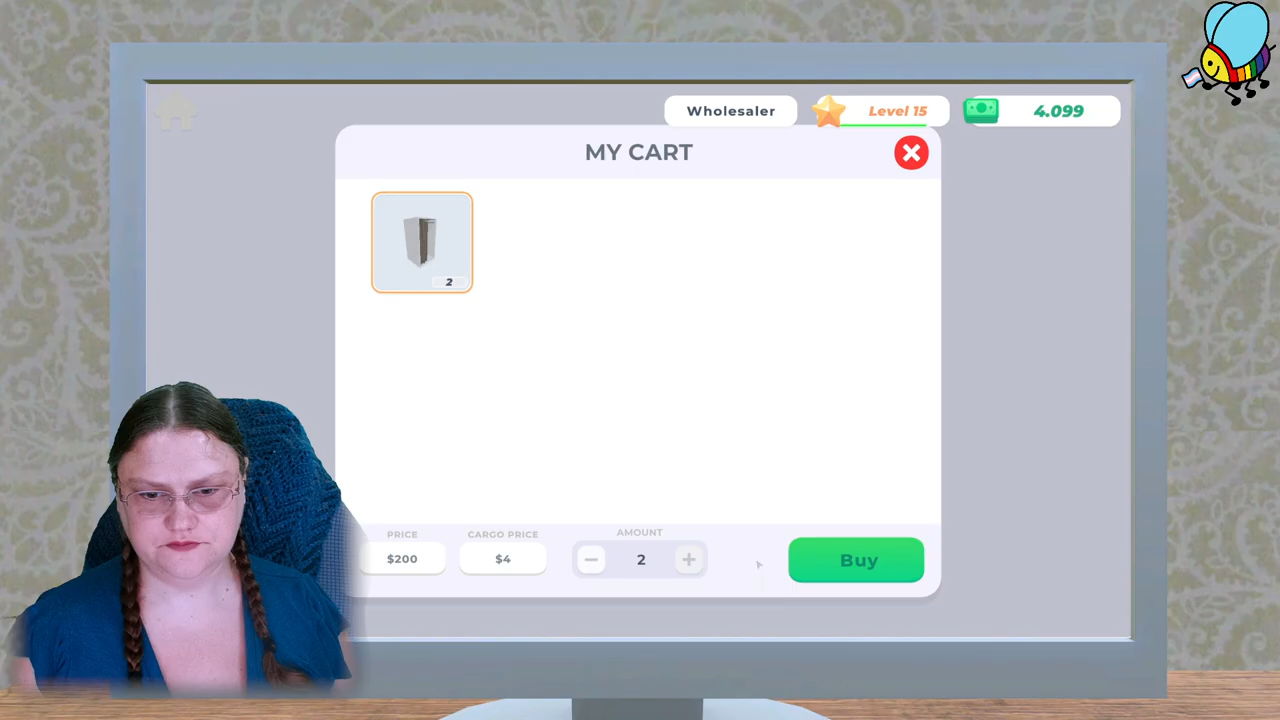 Wholesaler
Level 15
4.099
MY CART
2
PRICE
CARGO PRICE
AMOUNT
$200
$4
2
Buy